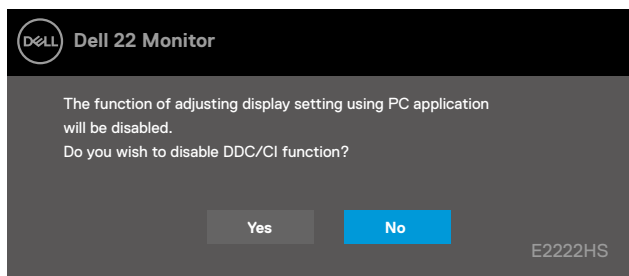 DELL Dell 22 Monitor
The function of adjusting display setting using PC application
will be disabled.
Do you wish to disable DDC/CI function?
Yes No
E2222HS